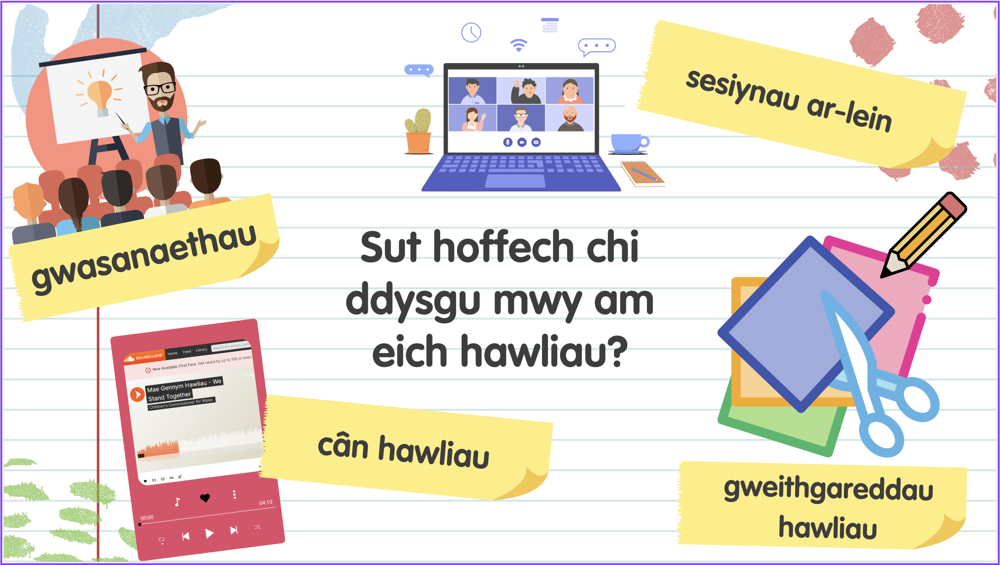 sesiynau ar-lein
gwasanaethau
Sut hoffech chi
ddysgu mwy am
eich hawliau?
SOUNDCLOUD
Home
Feed
Library
Search for artists, band
Now Available: First Fans. Get heard by up to 100 or even
4 yea
Mae Gennym Hawliau - We
Stand Together
Children's Commissioner for Wales
04:10
00:00
cân hawliau
gweithgareddau
hawliau